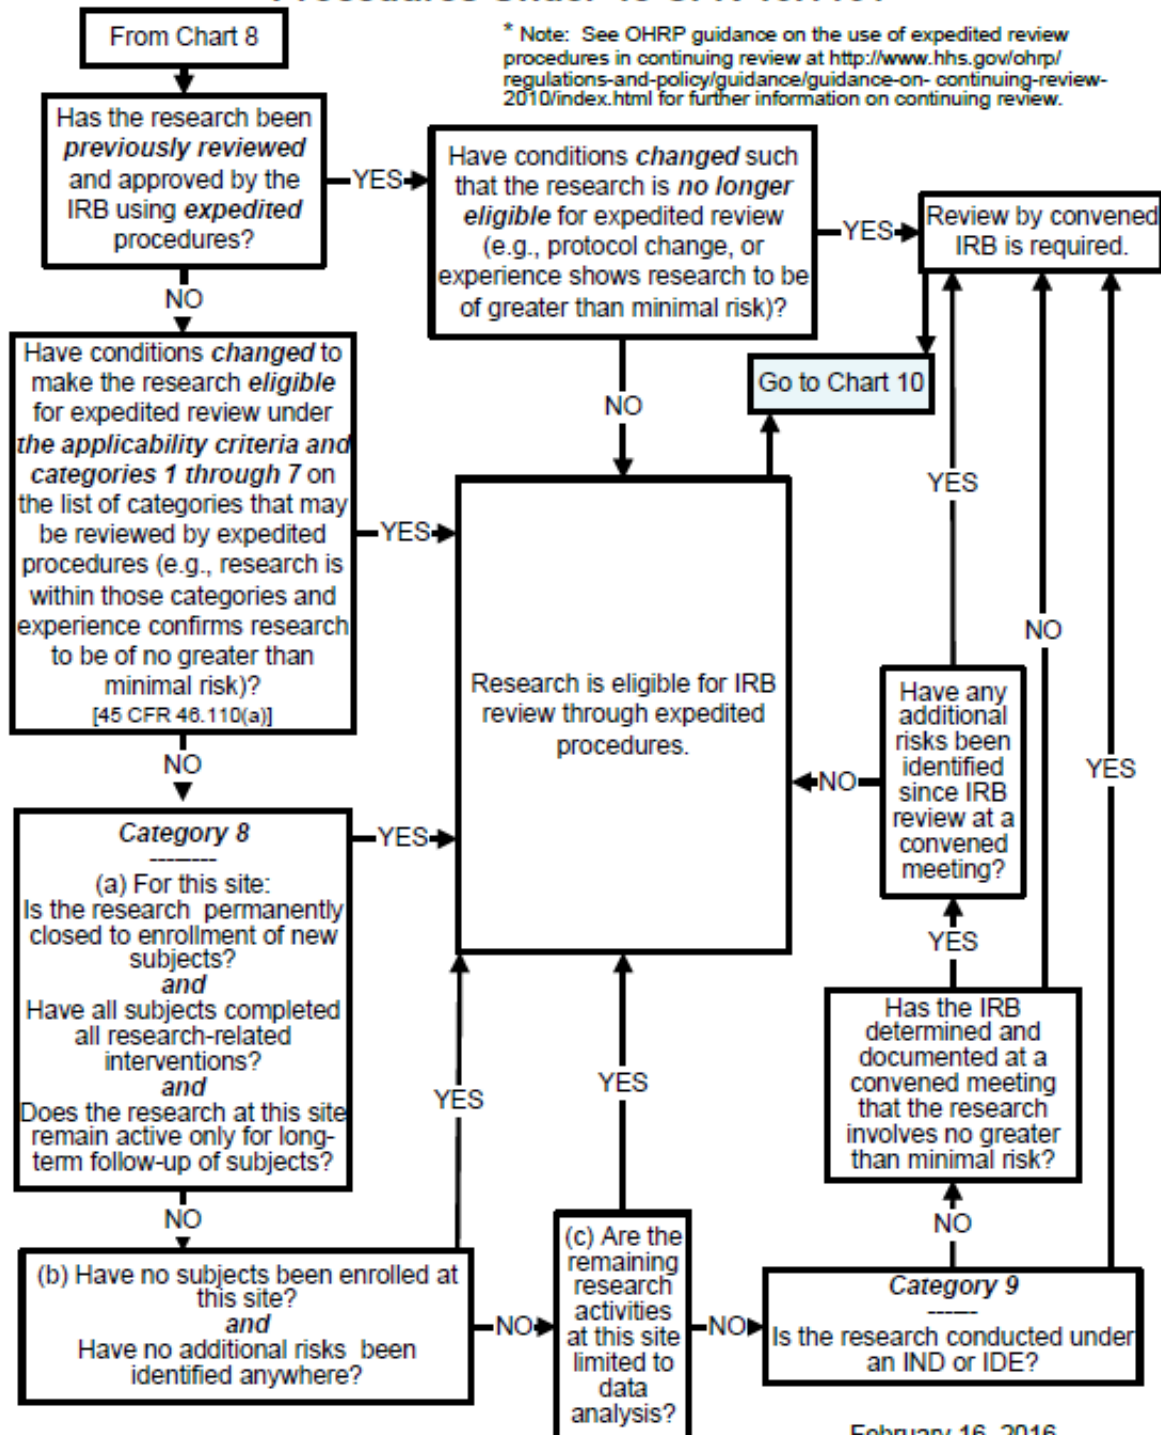 From Chart 8
* Note: See OHRP guidance on the use of expedited review
procedures in continuing review at http://www.hhs.gov/ohrp/
regulations-and-policy/guidance/guidance-on- continuing-review-
2010/index.html for further information on continuing review.
Has the research been
previously reviewed
and approved by the
IRB using expedited
procedures?
YES
Have conditions changed such
that the research is no longer
eligible for expedited review
(e.g., protocol change, or
experience shows research to be
of greater than minimal risk)?
YES
Review by convened
IRB is required.
NO
NO
Go to Chart 10
Have conditions changed to
make the research eligible
for expedited review under
the applicability criteria and
categories 1 through 7 on
the list of categories that may
be reviewed by expedited
procedures (e.g., research is
within those categories and
experience confirms research
to be of no greater than
minimal risk)?
[45 CFR 46.110(a)]
YES
Research is eligible for IRB
review through expedited
procedures.
YES
NO
YES
Have any
additional
risks been
identified
since IRB
review at a
convened
meeting?
NO
NO
Category 8
--------
(a) For this site:
Is the research permanently
closed to enrollment of new
subjects?
and
Have all subjects completed
all research-related
interventions?
and
Does the research at this site
remain active only for long-
term follow-up of subjects?
YES
YES
YES
YES
Has the IRB
determined and
documented at a
convened meeting
that the research
involves no greater
than minimal risk?
NO
NO
(b) Have no subjects been enrolled at
this site?
and
Have no additional risks been
identified anywhere?
NO
(c) Are the
remaining
research
activities
at this site
limited to
data
analysis?
NO
Category 9
------
Is the research conducted under
an IND or IDE?
February 16, 2016